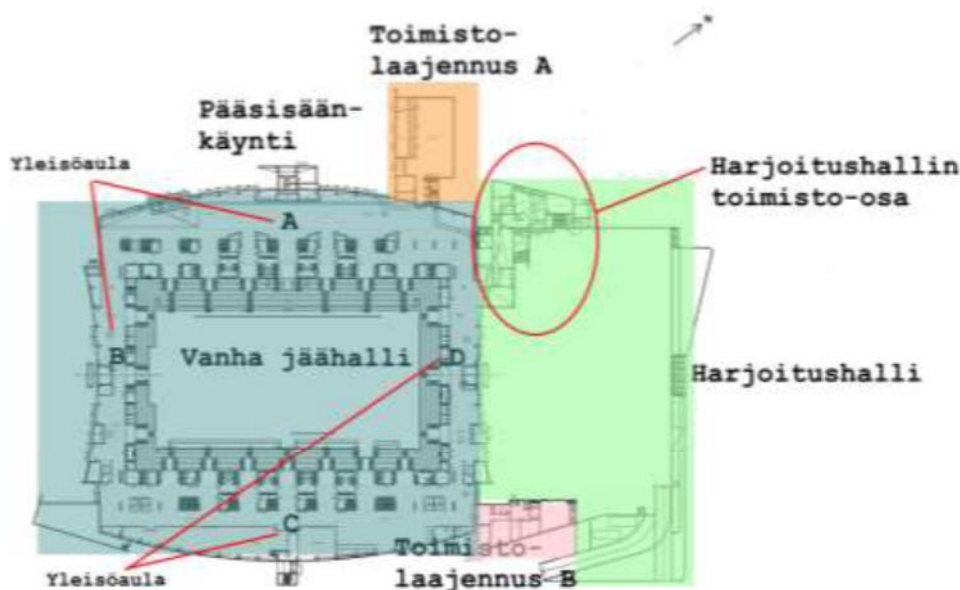 Toimisto-
laajennus A
Pääsisään-
käynti
Yleisöaula
Harjoitushallin
toimisto-osa
A
B
Vanha jäähalli
D
Harjoitushalli
C
Toimisto-
laajennus B
Yleisöaula